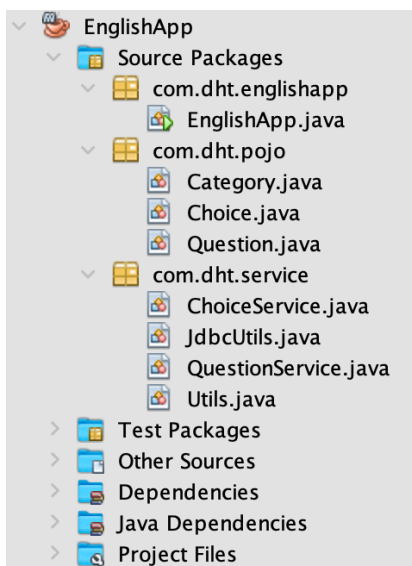 EnglishApp
Source Packages
com.dht.englishapp
EnglishApp.java
com.dht.pojo
Category.java
Choice.java
Question.java
com.dht.service
ChoiceService.java
JdbcUtils.java
QuestionService.java
Utils.java
Test Packages
Other Sources
Dependencies
Java Dependencies
Project Files